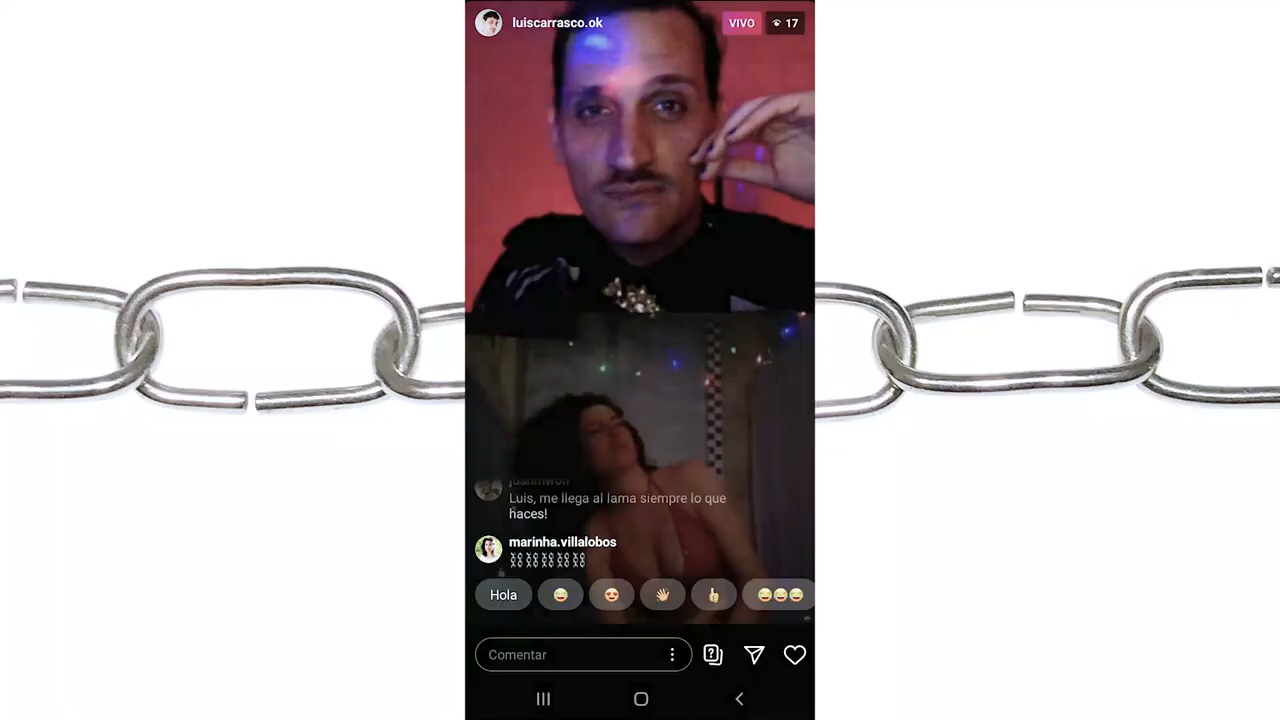 luiscarrasco.ok
VIVO
17
Luis, me llega al lama siempre lo que
haces!
marinha.villalobos
Hola
Comentar